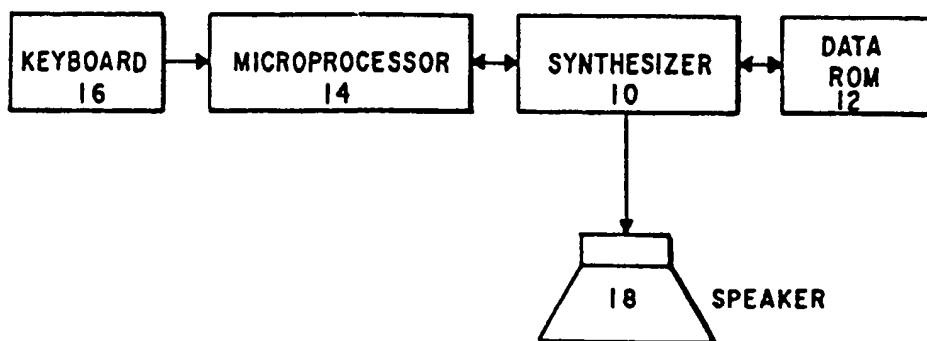 KEYBOARD
16
MICROPROCESSOR
14
SYNTHESIZER
10
DATA
ROM
12
18
SPEAKER